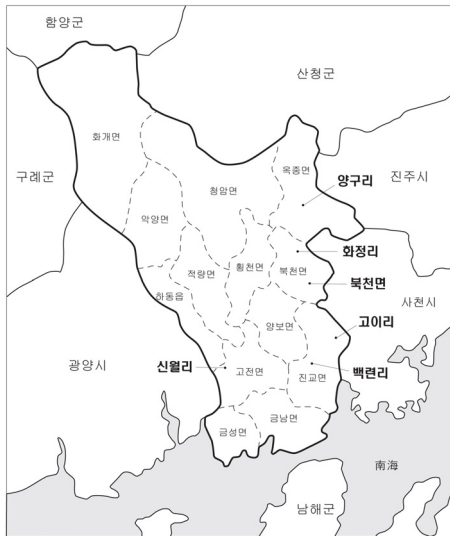 함양군
산청군
화개면
옥종면
구례군
양구리
진주시
청암면
악양면
화정리
횡천면
북천면
적량면
북천면
하동읍
사천시
고이리
양보면
광양시
신월리
고전면
백련리
진교면
금남면
금성면
南海
남해군